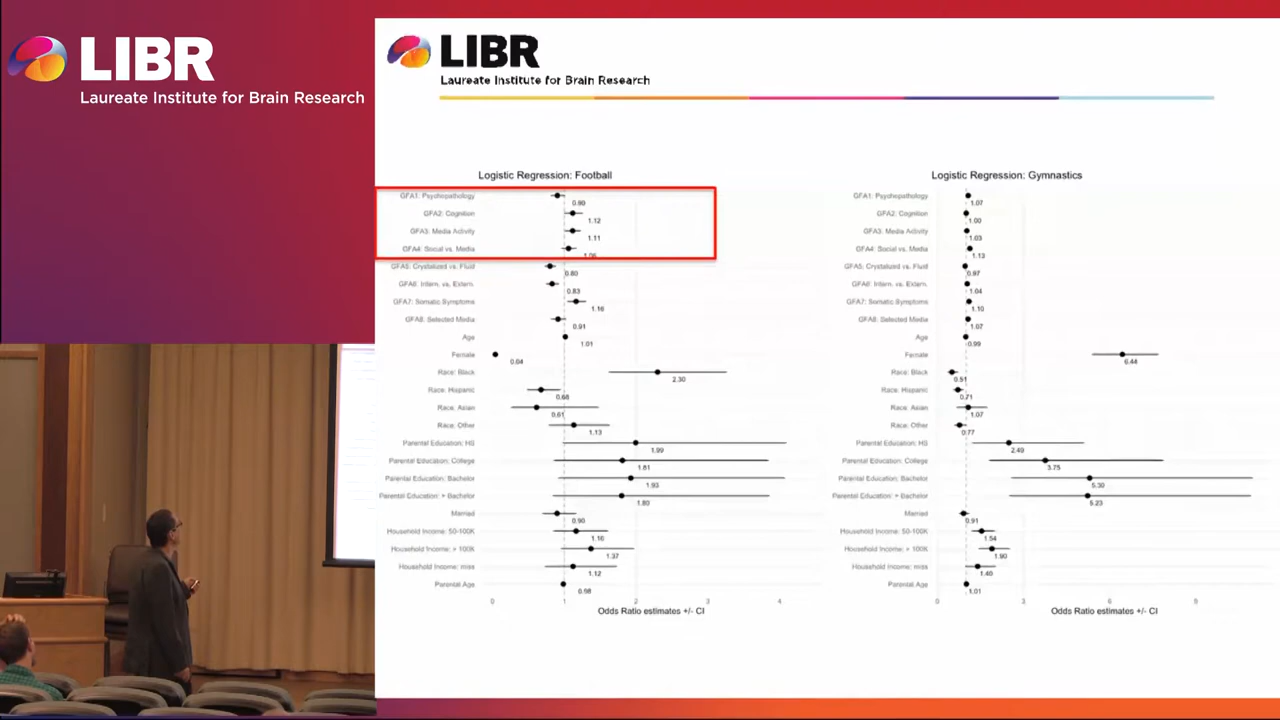 LIBR
Laureate Institute for Brain Research
LIBR
Laureate Institute for Brain Research
Logistic Regression: Football
GFA1: Psychopathology
0.90
GFA2: Cognition
1.12
GFA3: Media Activity
1.11
GFA4: Social vs. Media
1.06
GFA5: Crystalized vs. Fluid
0.80
GFA6: Intern. vs. Extern.
0.83
GFA7: Somatic Symptoms
1.16
GFA8: Selected Media
0.91
Age
1.01
Female
0.04
Race: Black
2.30
Race: Hispanic
0.68
Race: Asian
0.61
Race: Other
1.13
Parental Education: HS
1.99
Parental Education: College
1.81
Parental Education: Bachelor
1.93
Parental Education: + Bachelor
1.80
Married
0.90
Household Income: 50-100K
1.16
Household Income: > 100K
1.37
Household Income: miss
1.12
Parental Age
0.98
0 1 2 3 4
Odds Ratio estimates +/- CI
Logistic Regression: Gymnastics
GFA1: Psychopathology
1.07
GFA2: Cognition
1.00
GFA3: Media Activity
1.03
GFA4: Social vs. Media
1.13
GFA5: Crystalized vs. Fluid
0.97
GFA6: Intern. vs. Extern.
1.04
GFA7: Somatic Symptoms
1.10
GFA8: Selected Media
1.07
Age
0.99
Female
6.44
Race: Black
0.51
Race: Hispanic
0.71
Race: Asian
1.07
Race: Other
0.77
Parental Education: HS
2.49
Parental Education: College
3.75
Parental Education: Bachelor
5.30
Parental Education: + Bachelor
5.23
Married
0.91
Household Income: 50-100K
1.54
Household Income: > 100K
1.90
Household Income: miss
1.40
Parental Age
1.01
0 3 6 9
Odds Ratio estimates +/- CI